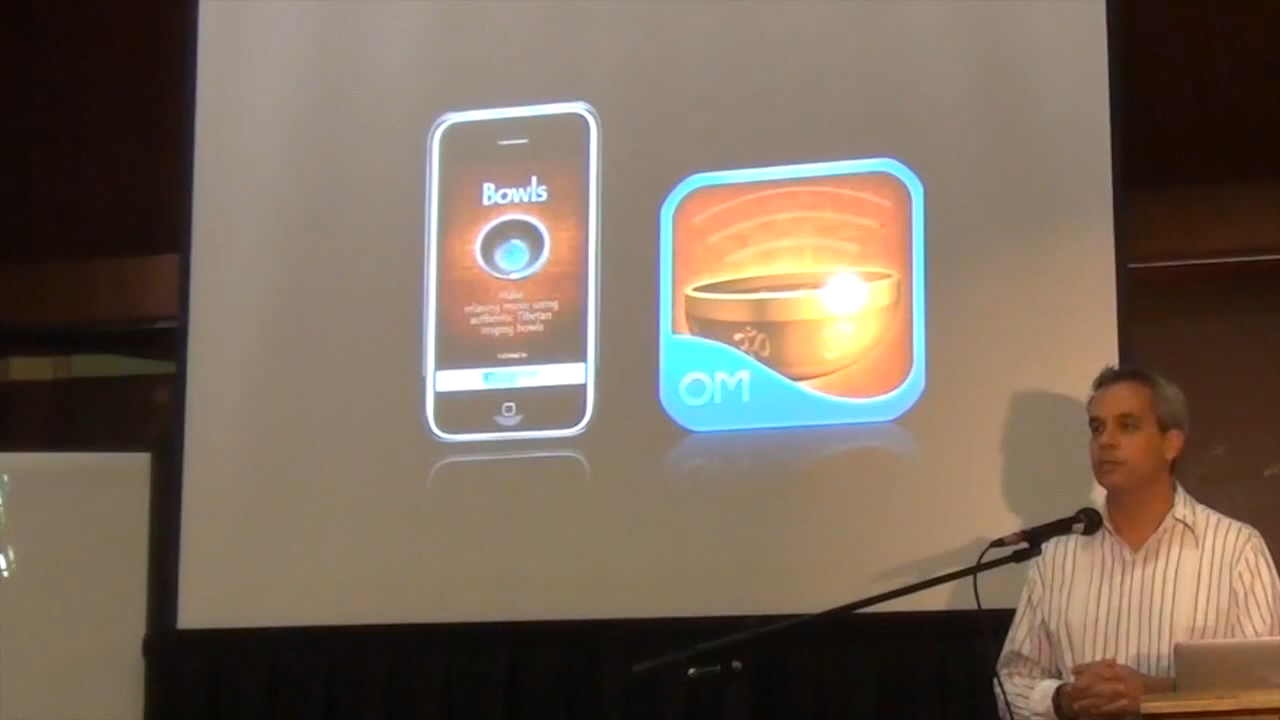 Bowls
Make
relaxing music using
authentic Tibetan
singing bowls
ॐ
OM